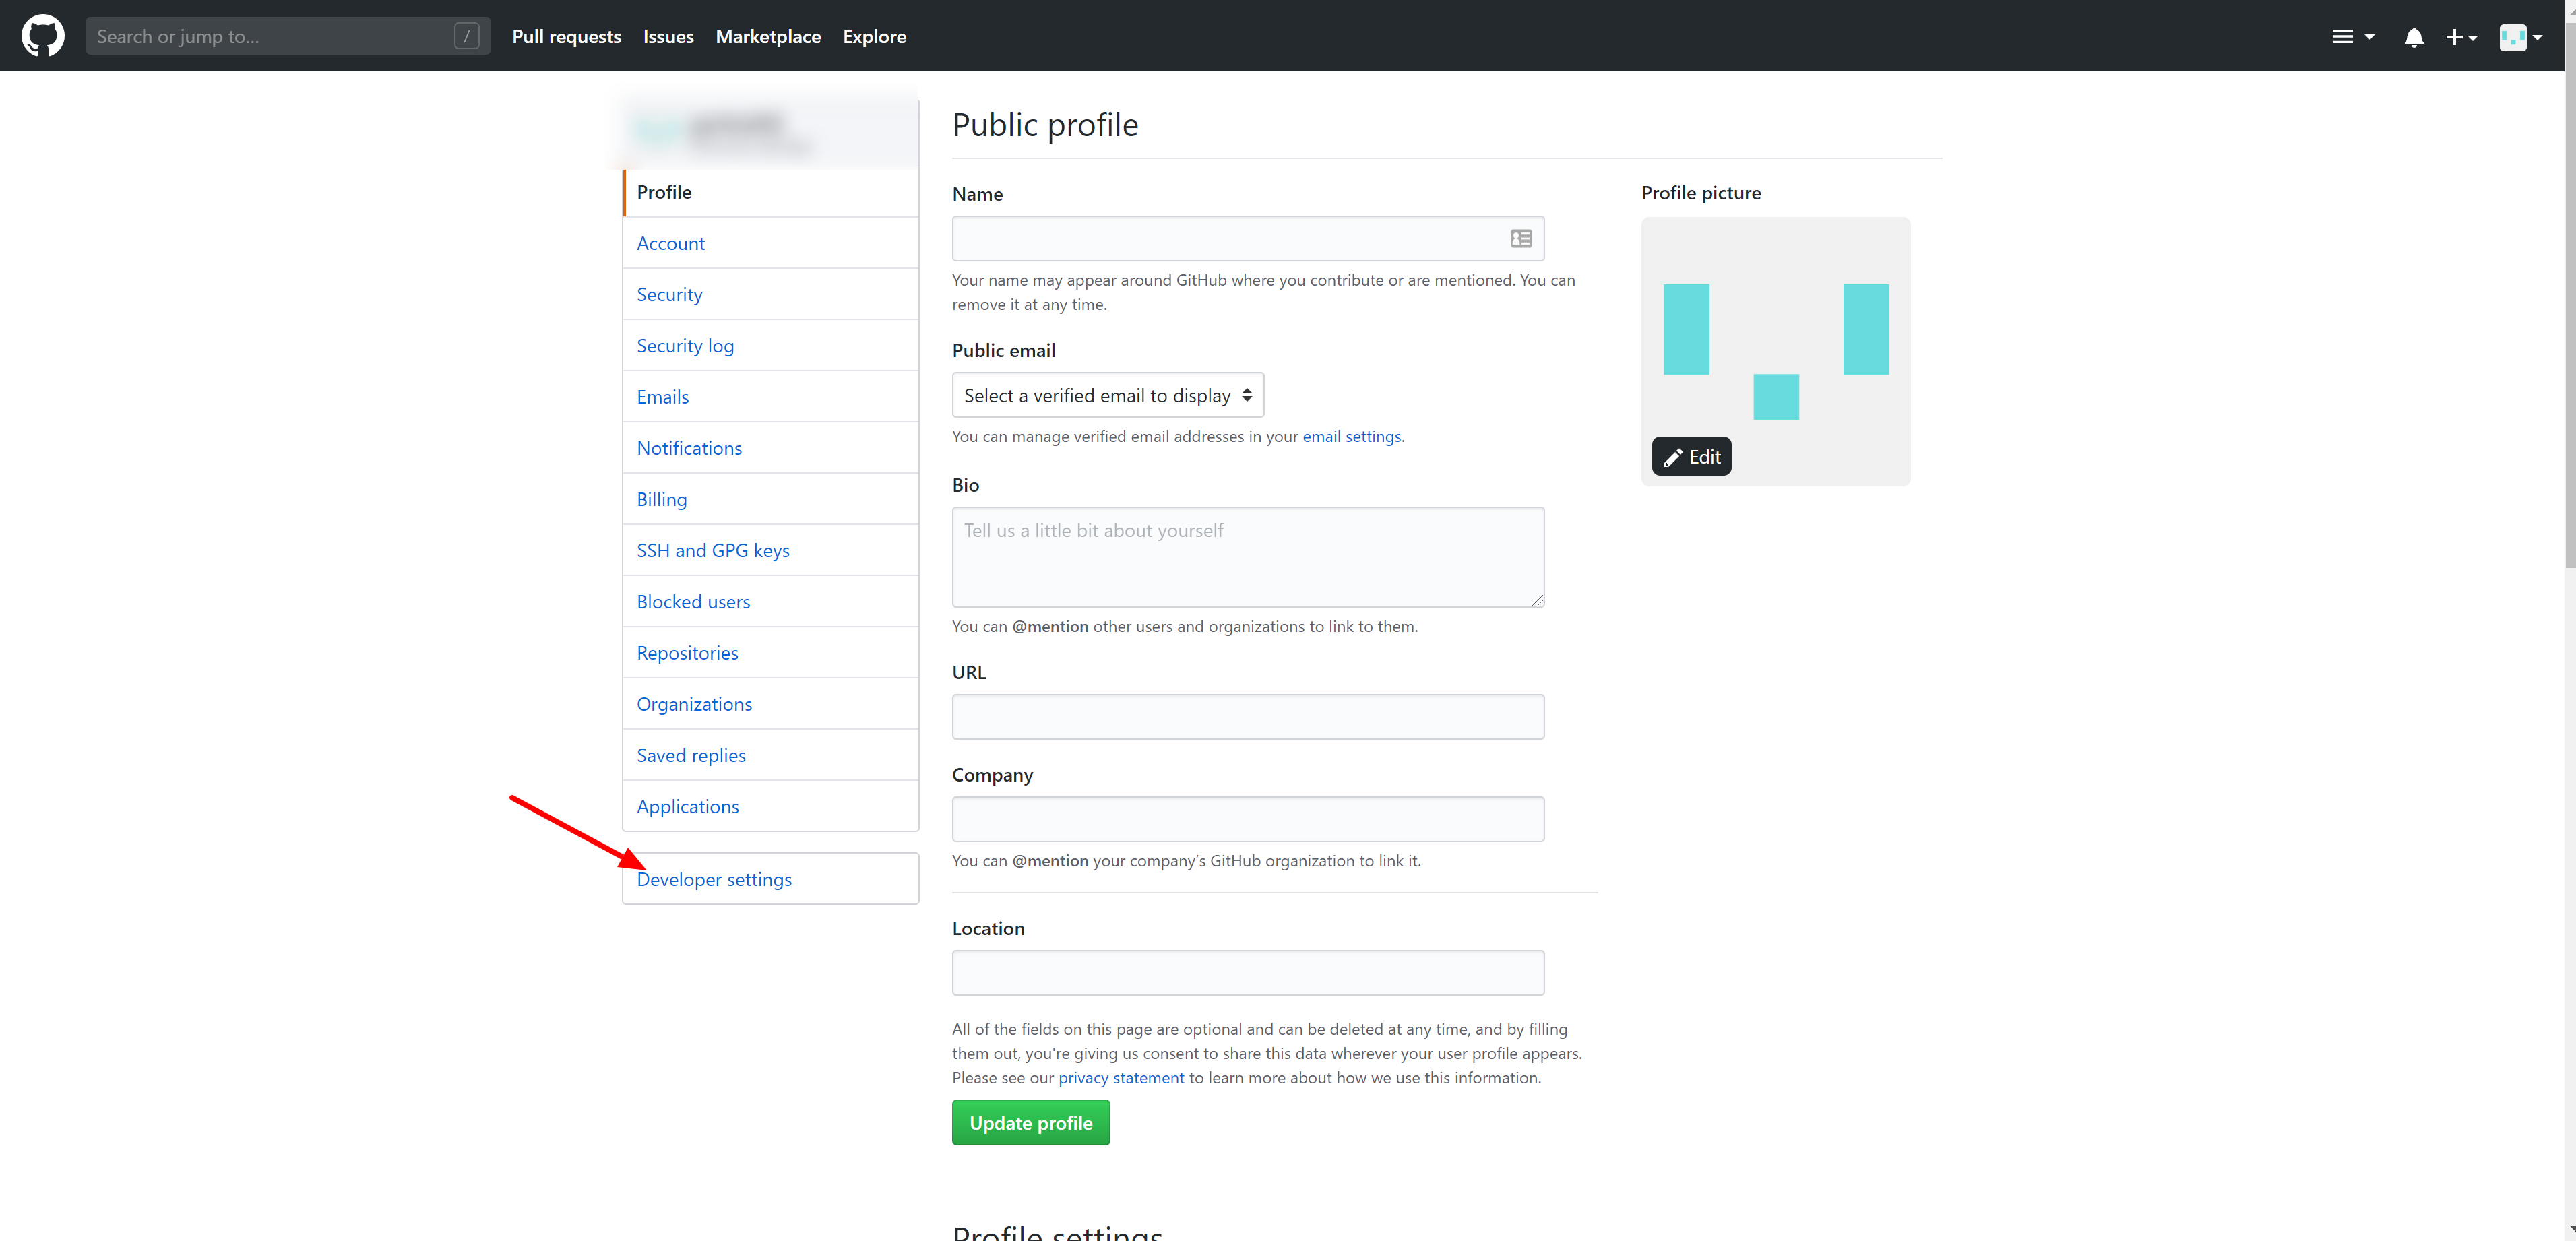 Search or jump to...
/
Pull requests Issues Marketplace Explore
Profile
Account
Security
Security log
Emails
Notifications
Billing
SSH and GPG keys
Blocked users
Repositories
Organizations
Saved replies
Applications
Developer settings
Public profile
Name
Your name may appear around GitHub where you contribute or are mentioned. You can
remove it at any time.
Public email
Select a verified email to display
You can manage verified email addresses in your email settings.
Bio
Tell us a little bit about yourself
You can @mention other users and organizations to link to them.
URL
Company
You can @mention your company’s GitHub organization to link it.
Location
All of the fields on this page are optional and can be deleted at any time, and by filling
them out, you're giving us consent to share this data wherever your user profile appears.
Please see our privacy statement to learn more about how we use this information.
Update profile
Profile settings
Profile picture
Edit